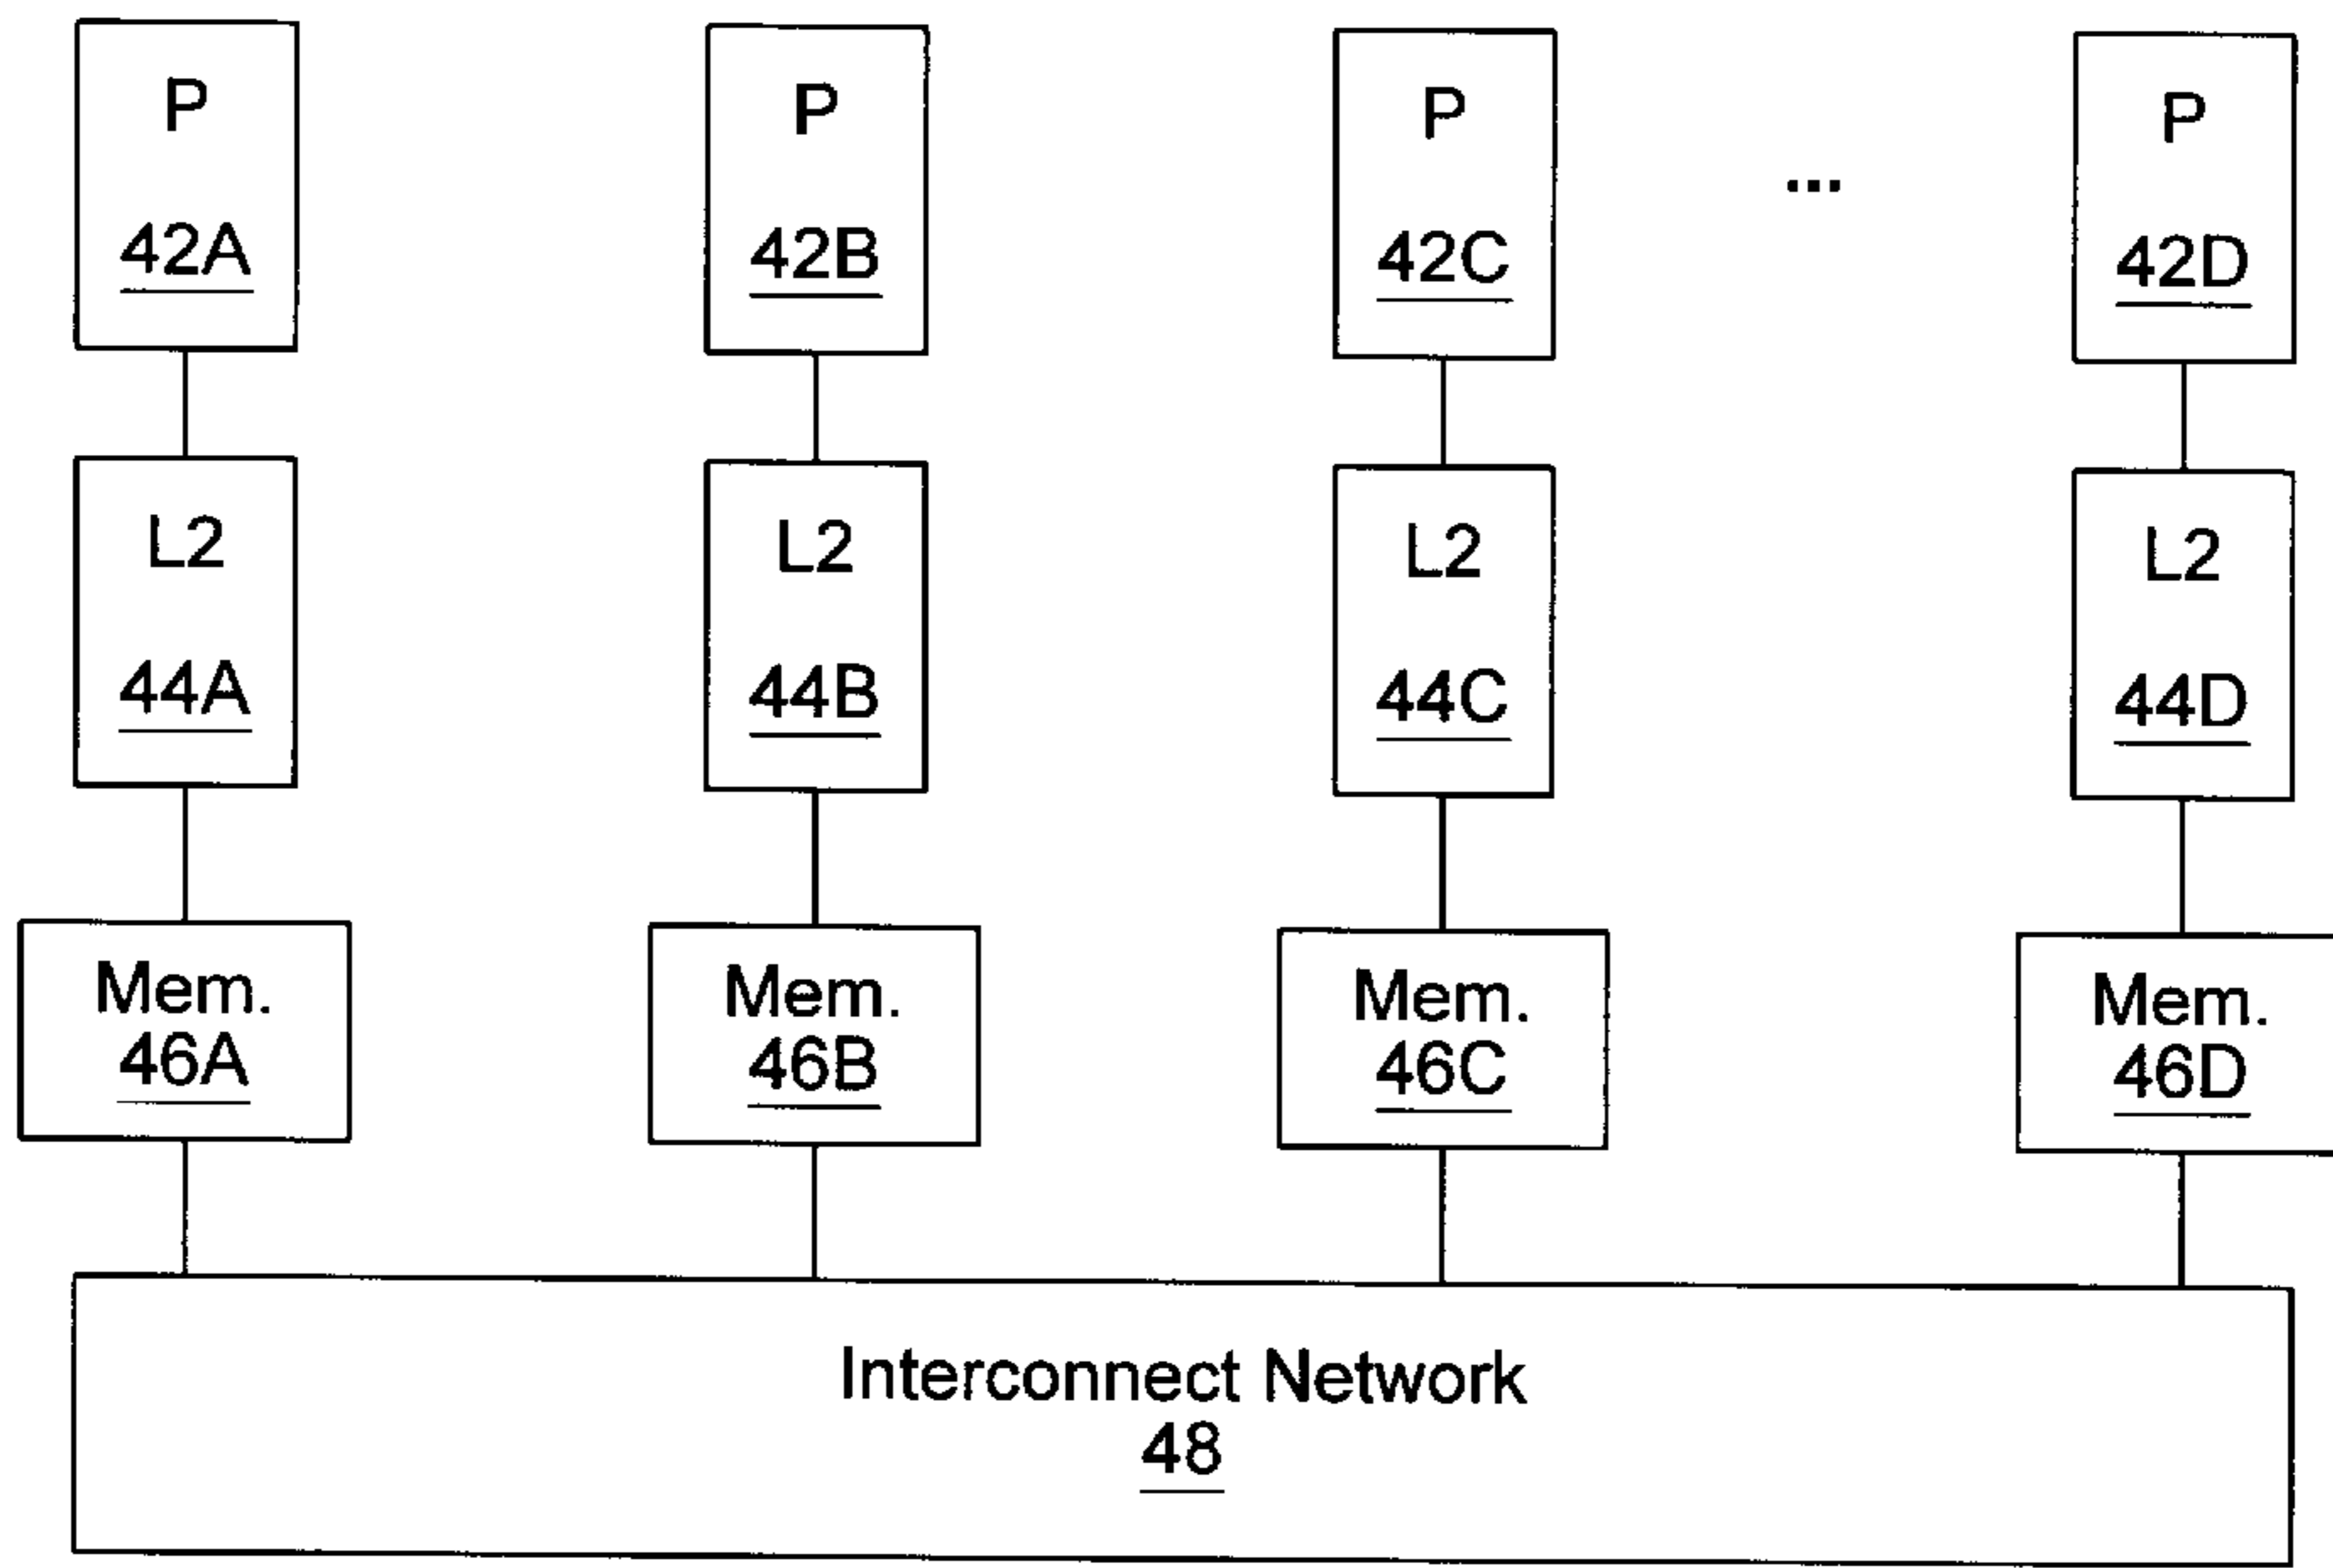 P
42A
P
42B
P
42C
...
P
42D
L2
44A
L2
44B
L2
44C
L2
44D
Mem.
46A
Mem.
46B
Mem.
46C
Mem.
46D
Interconnect Network
48